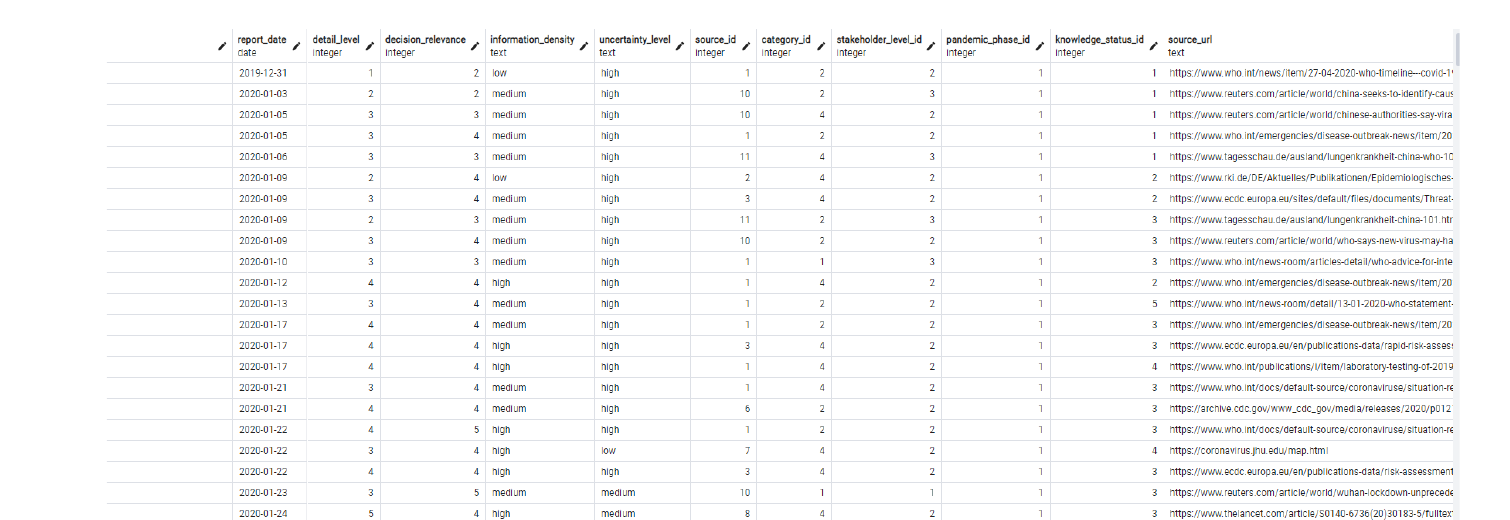 report_date detail_level decision_relevance information_density uncertainty_level source_id category_id stakeholder_level_id pandemic_phase_id knowledge_status_id source_url
date integer integer text text integer integer integer integer integer text
2019-12-31 1 2 low high 1 2 2 1 1 https://www.who.int/news/item/27-04-2020-who-timeline---covid-19
2020-01-03 2 2 medium high 10 2 3 1 1 https://www.reuters.com/article/world/china-seeks-to-identify-caus
2020-01-05 3 3 medium high 10 4 2 1 1 https://www.reuters.com/article/world/chinese-authorities-say-vira
2020-01-05 3 4 medium high 1 2 2 1 1 https://www.who.int/emergencies/disease-outbreak-news/item/20
2020-01-06 3 3 medium high 11 4 3 1 1 https://www.tagesschau.de/ausland/lungenkrankheit-china-who-10
2020-01-09 2 4 low high 2 4 2 1 2 https://www.rki.de/DE/Aktuelles/Publikationen/Epidemiologisches-
2020-01-09 3 4 medium high 3 4 2 1 2 https://www.ecdc.europa.eu/sites/default/files/documents/Threat-
2020-01-09 2 3 medium high 11 2 3 1 3 https://www.tagesschau.de/ausland/lungenkrankheit-china-101.htm
2020-01-09 3 4 medium high 10 2 2 1 3 https://www.reuters.com/article/world/who-says-new-virus-may-ha
2020-01-10 3 3 medium high 1 1 3 1 3 https://www.who.int/news-room/articles-detail/who-advice-for-inte
2020-01-12 4 4 high high 1 4 2 1 2 https://www.who.int/emergencies/disease-outbreak-news/item/20
2020-01-13 3 4 medium high 1 2 2 1 5 https://www.who.int/news-room/detail/13-01-2020-who-statement-
2020-01-17 4 4 medium high 1 2 2 1 3 https://www.who.int/emergencies/disease-outbreak-news/item/20
2020-01-17 4 4 high high 3 4 2 1 3 https://www.ecdc.europa.eu/en/publications-data/rapid-risk-assess
2020-01-17 4 4 high high 1 4 2 1 4 https://www.who.int/publications/i/item/laboratory-testing-of-2019
2020-01-21 3 4 medium high 1 4 2 1 3 https://www.who.int/docs/default-source/coronaviruse/situation-re
2020-01-21 4 4 medium high 6 2 2 1 3 https://archive.cdc.gov/www_cdc_gov/media/releases/2020/p012
2020-01-22 4 5 high high 1 2 2 1 3 https://www.who.int/docs/default-source/coronaviruse/situation-re
2020-01-22 3 4 high low 7 4 2 1 4 https://coronavirus.jhu.edu/map.html
2020-01-22 4 4 high high 3 4 2 1 3 https://www.ecdc.europa.eu/en/publications-data/risk-assessment
2020-01-23 3 5 medium medium 10 1 1 1 3 https://www.reuters.com/article/world/wuhan-lockdown-unprecede
2020-01-24 5 4 high medium 8 4 2 1 3 https://www.thelancet.com/article/S0140-6736(20)30183-5/fulltex